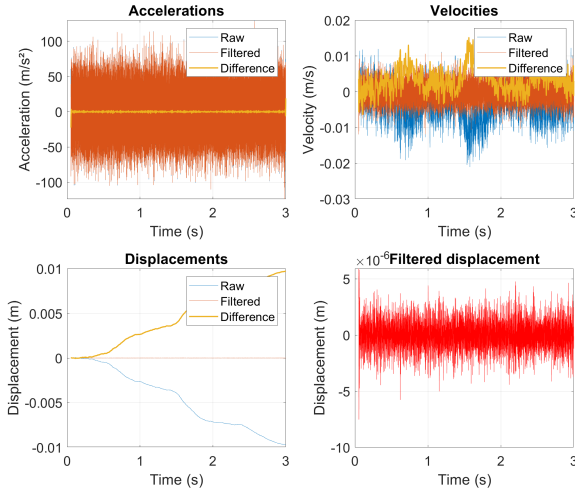 Accelerations
Acceleration (m/s²)
100
50
0
-50
-100
0
1
2
3
Time (s)
Raw
Filtered
Difference
Velocities
Velocity (m/s)
0.02
0.01
0
-0.01
-0.02
-0.03
0
1
2
3
Time (s)
Raw
Filtered
Difference
Displacements
Displacement (m)
0.01
0.005
0
-0.005
-0.01
0
1
2
3
Time (s)
Raw
Filtered
Difference
×10⁻⁶
Filtered displacement
Displacement (m)
5
0
-5
-10
0
1
2
3
Time (s)